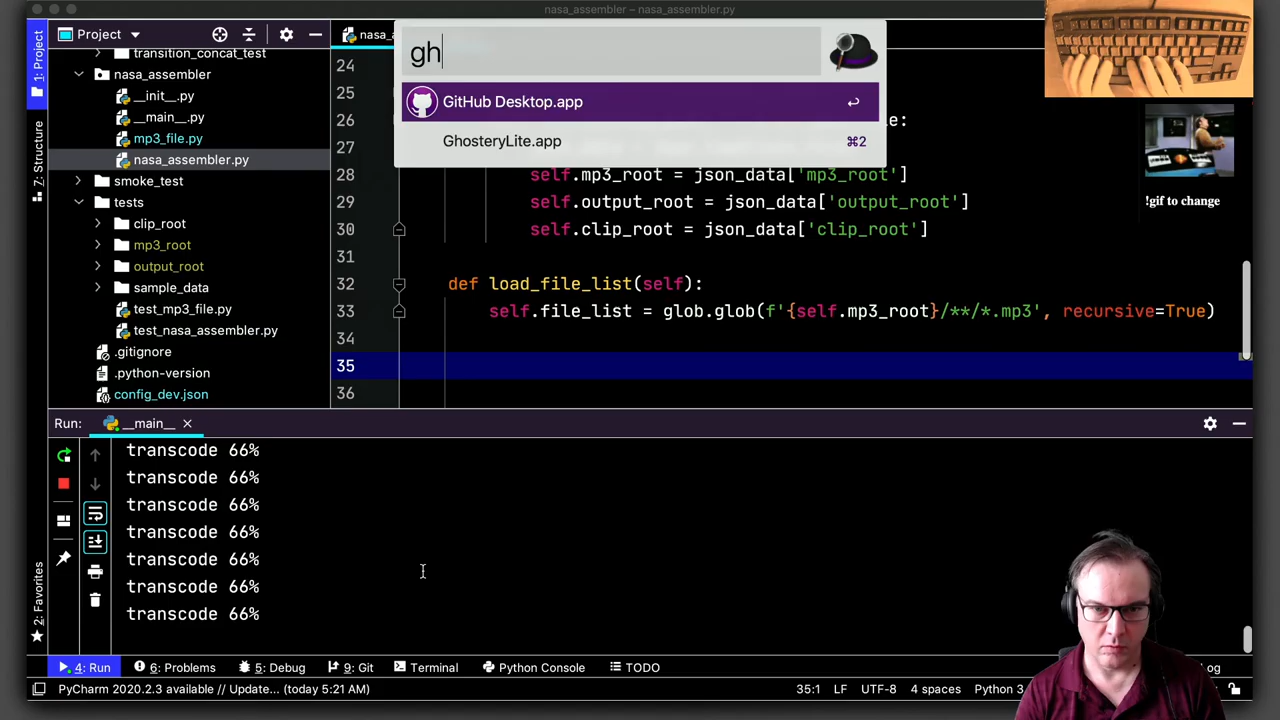 nasa_assembler – nasa_assembler.py
Project
1: Project
7: Structure
2: Favorites
transition_concat_test
nasa_assembler
__init__.py
__main__.py
mp3_file.py
nasa_assembler.py
smoke_test
tests
clip_root
mp3_root
output_root
sample_data
test_mp3_file.py
test_nasa_assembler.py
.gitignore
.python-version
config_dev.json
gh
GitHub Desktop.app
GhosteryLite.app ⌘2
!gif to change
24
25
26 e:
27
28 self.mp3_root = json_data['mp3_root']
29 self.output_root = json_data['output_root']
30 self.clip_root = json_data['clip_root']
31
32 def load_file_list(self):
33 self.file_list = glob.glob(f'{self.mp3_root}/**/*.mp3', recursive=True)
34
35
36
Run: __main__
transcode 66%
transcode 66%
transcode 66%
transcode 66%
transcode 66%
transcode 66%
transcode 66%
4: Run 6: Problems 5: Debug 9: Git Terminal Python Console TODO og
PyCharm 2020.2.3 available // Update... (today 5:21 AM) 35:1 LF UTF-8 4 spaces Python 3